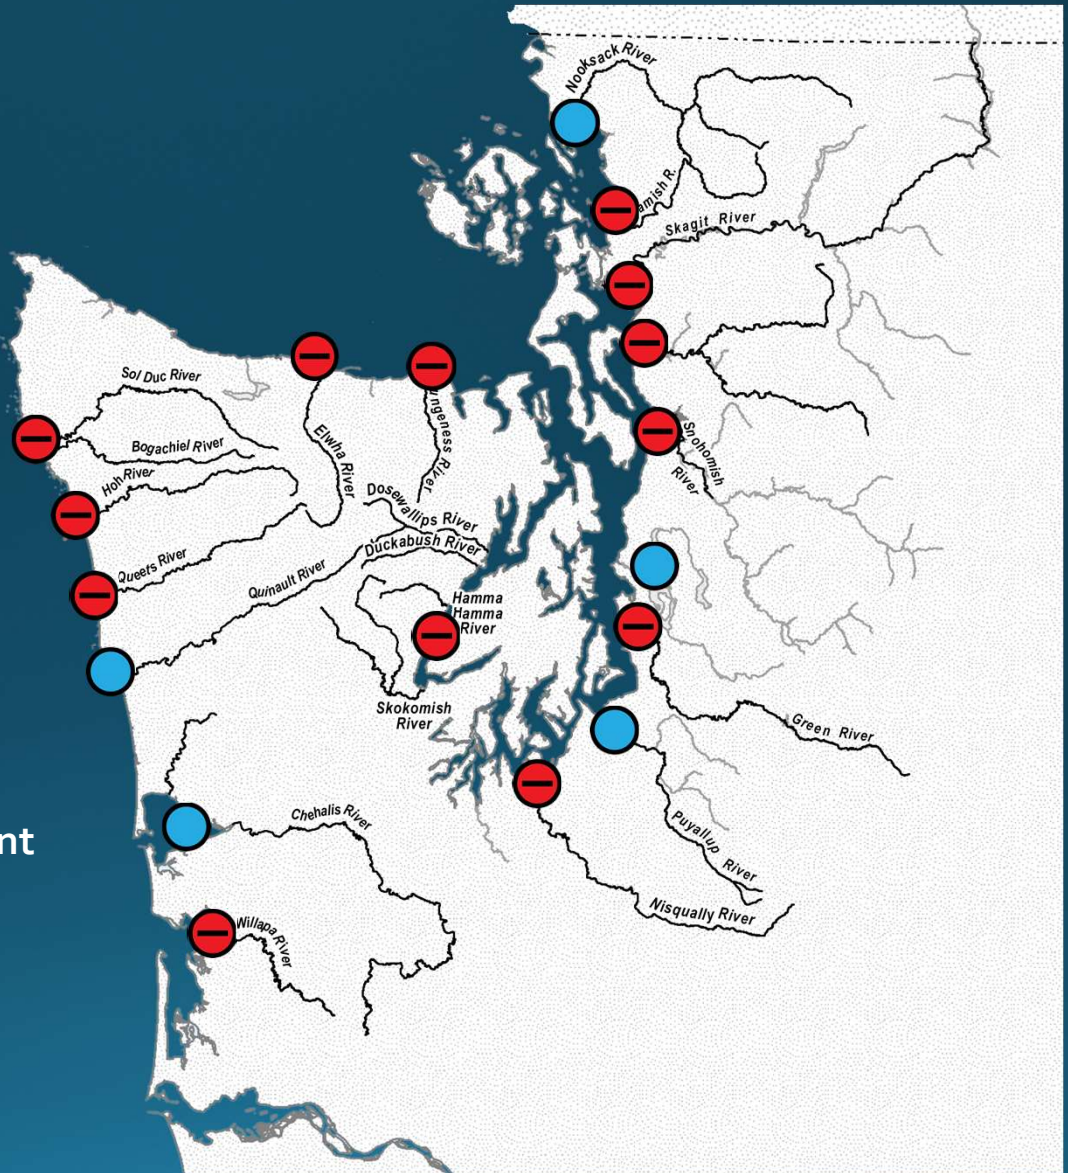 Nooksack River
amish R.
Skagit River
Sol Duc River
Bogachiel River
Hoh River
Elwha River
ungeness River
Snohomish
River
Dosewallips River
Duckabush River
Queets River
Quinault River
Hamma
Hamma
River
Skokomish
River
Green River
Chehalis River
nt
Puyallup
River
Nisqually River
Willapa River